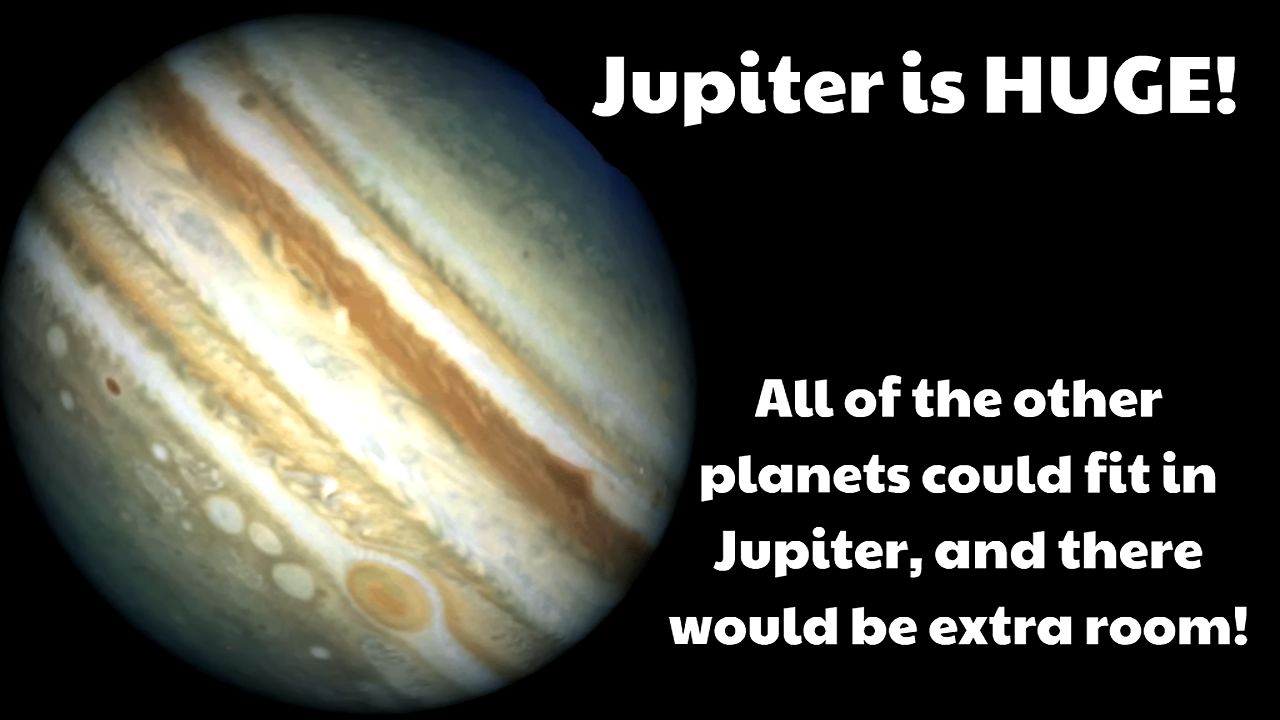 Jupiter is HUGE!
All of the other
planets could fit in
Jupiter, and there
would be extra room!